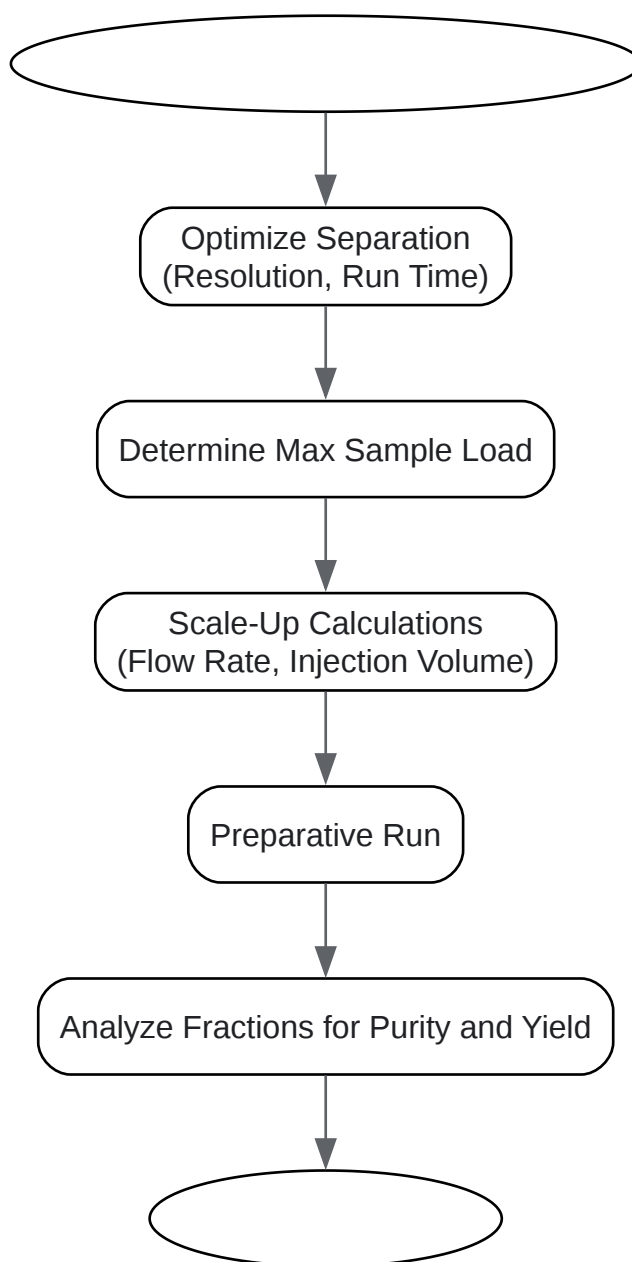 Optimize Separation
(Resolution, Run Time)
Determine Max Sample Load
Scale-Up Calculations
(Flow Rate, Injection Volume)
Preparative Run
Analyze Fractions for Purity and Yield